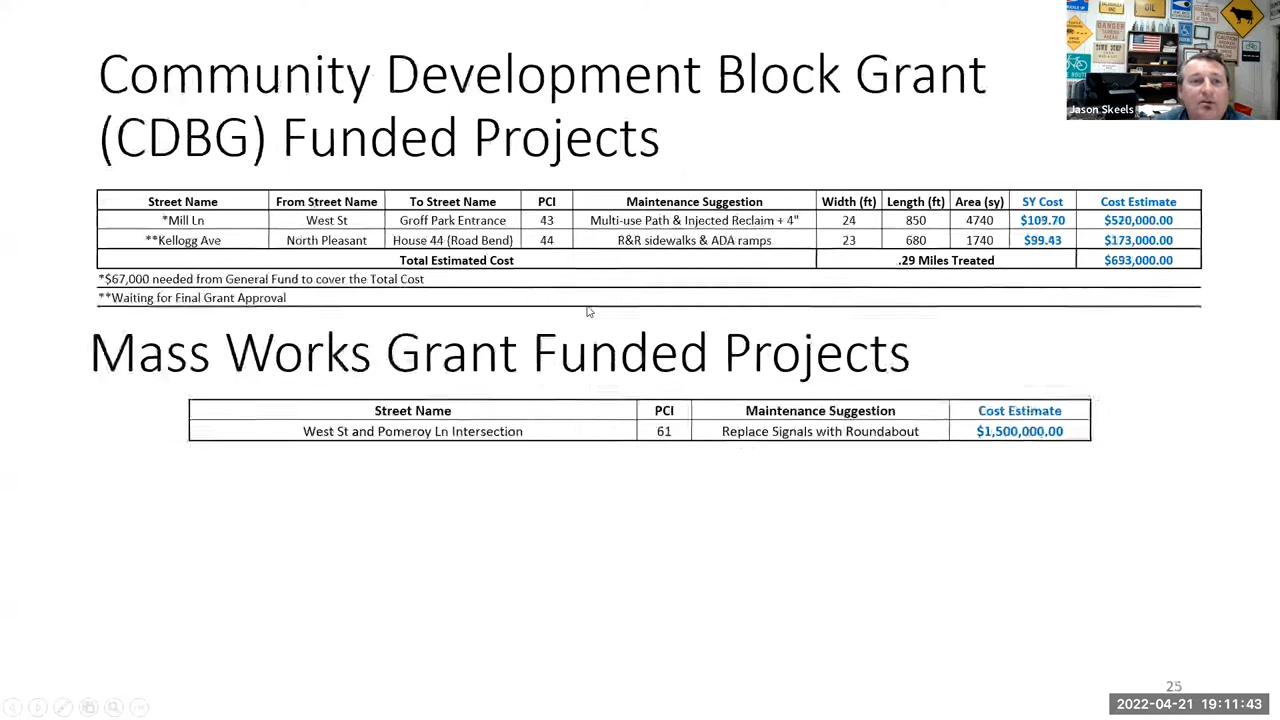 Community Development Block Grant
(CDBG) Funded Projects
Street Name From Street Name To Street Name PCI Maintenance Suggestion Width (ft) Length (ft) Area (sy) SY Cost Cost Estimate
*Mill Ln West St Groff Park Entrance 43 Multi-use Path & Injected Reclaim + 4" 24 850 4740 $109.70 $520,000.00
**Kellogg Ave North Pleasant House 44 (Road Bend) 44 R&R sidewalks & ADA ramps 23 680 1740 $99.43 $173,000.00
Total Estimated Cost .29 Miles Treated $693,000.00
*$67,000 needed from General Fund to cover the Total Cost
**Waiting for Final Grant Approval
Mass Works Grant Funded Projects
Street Name PCI Maintenance Suggestion Cost Estimate
West St and Pomeroy Ln Intersection 61 Replace Signals with Roundabout $1,500,000.00
25
2022-04-21 19:11:43
Jason Skeels
OIL
DANGER
TOWN
CAUTION
ROUTE